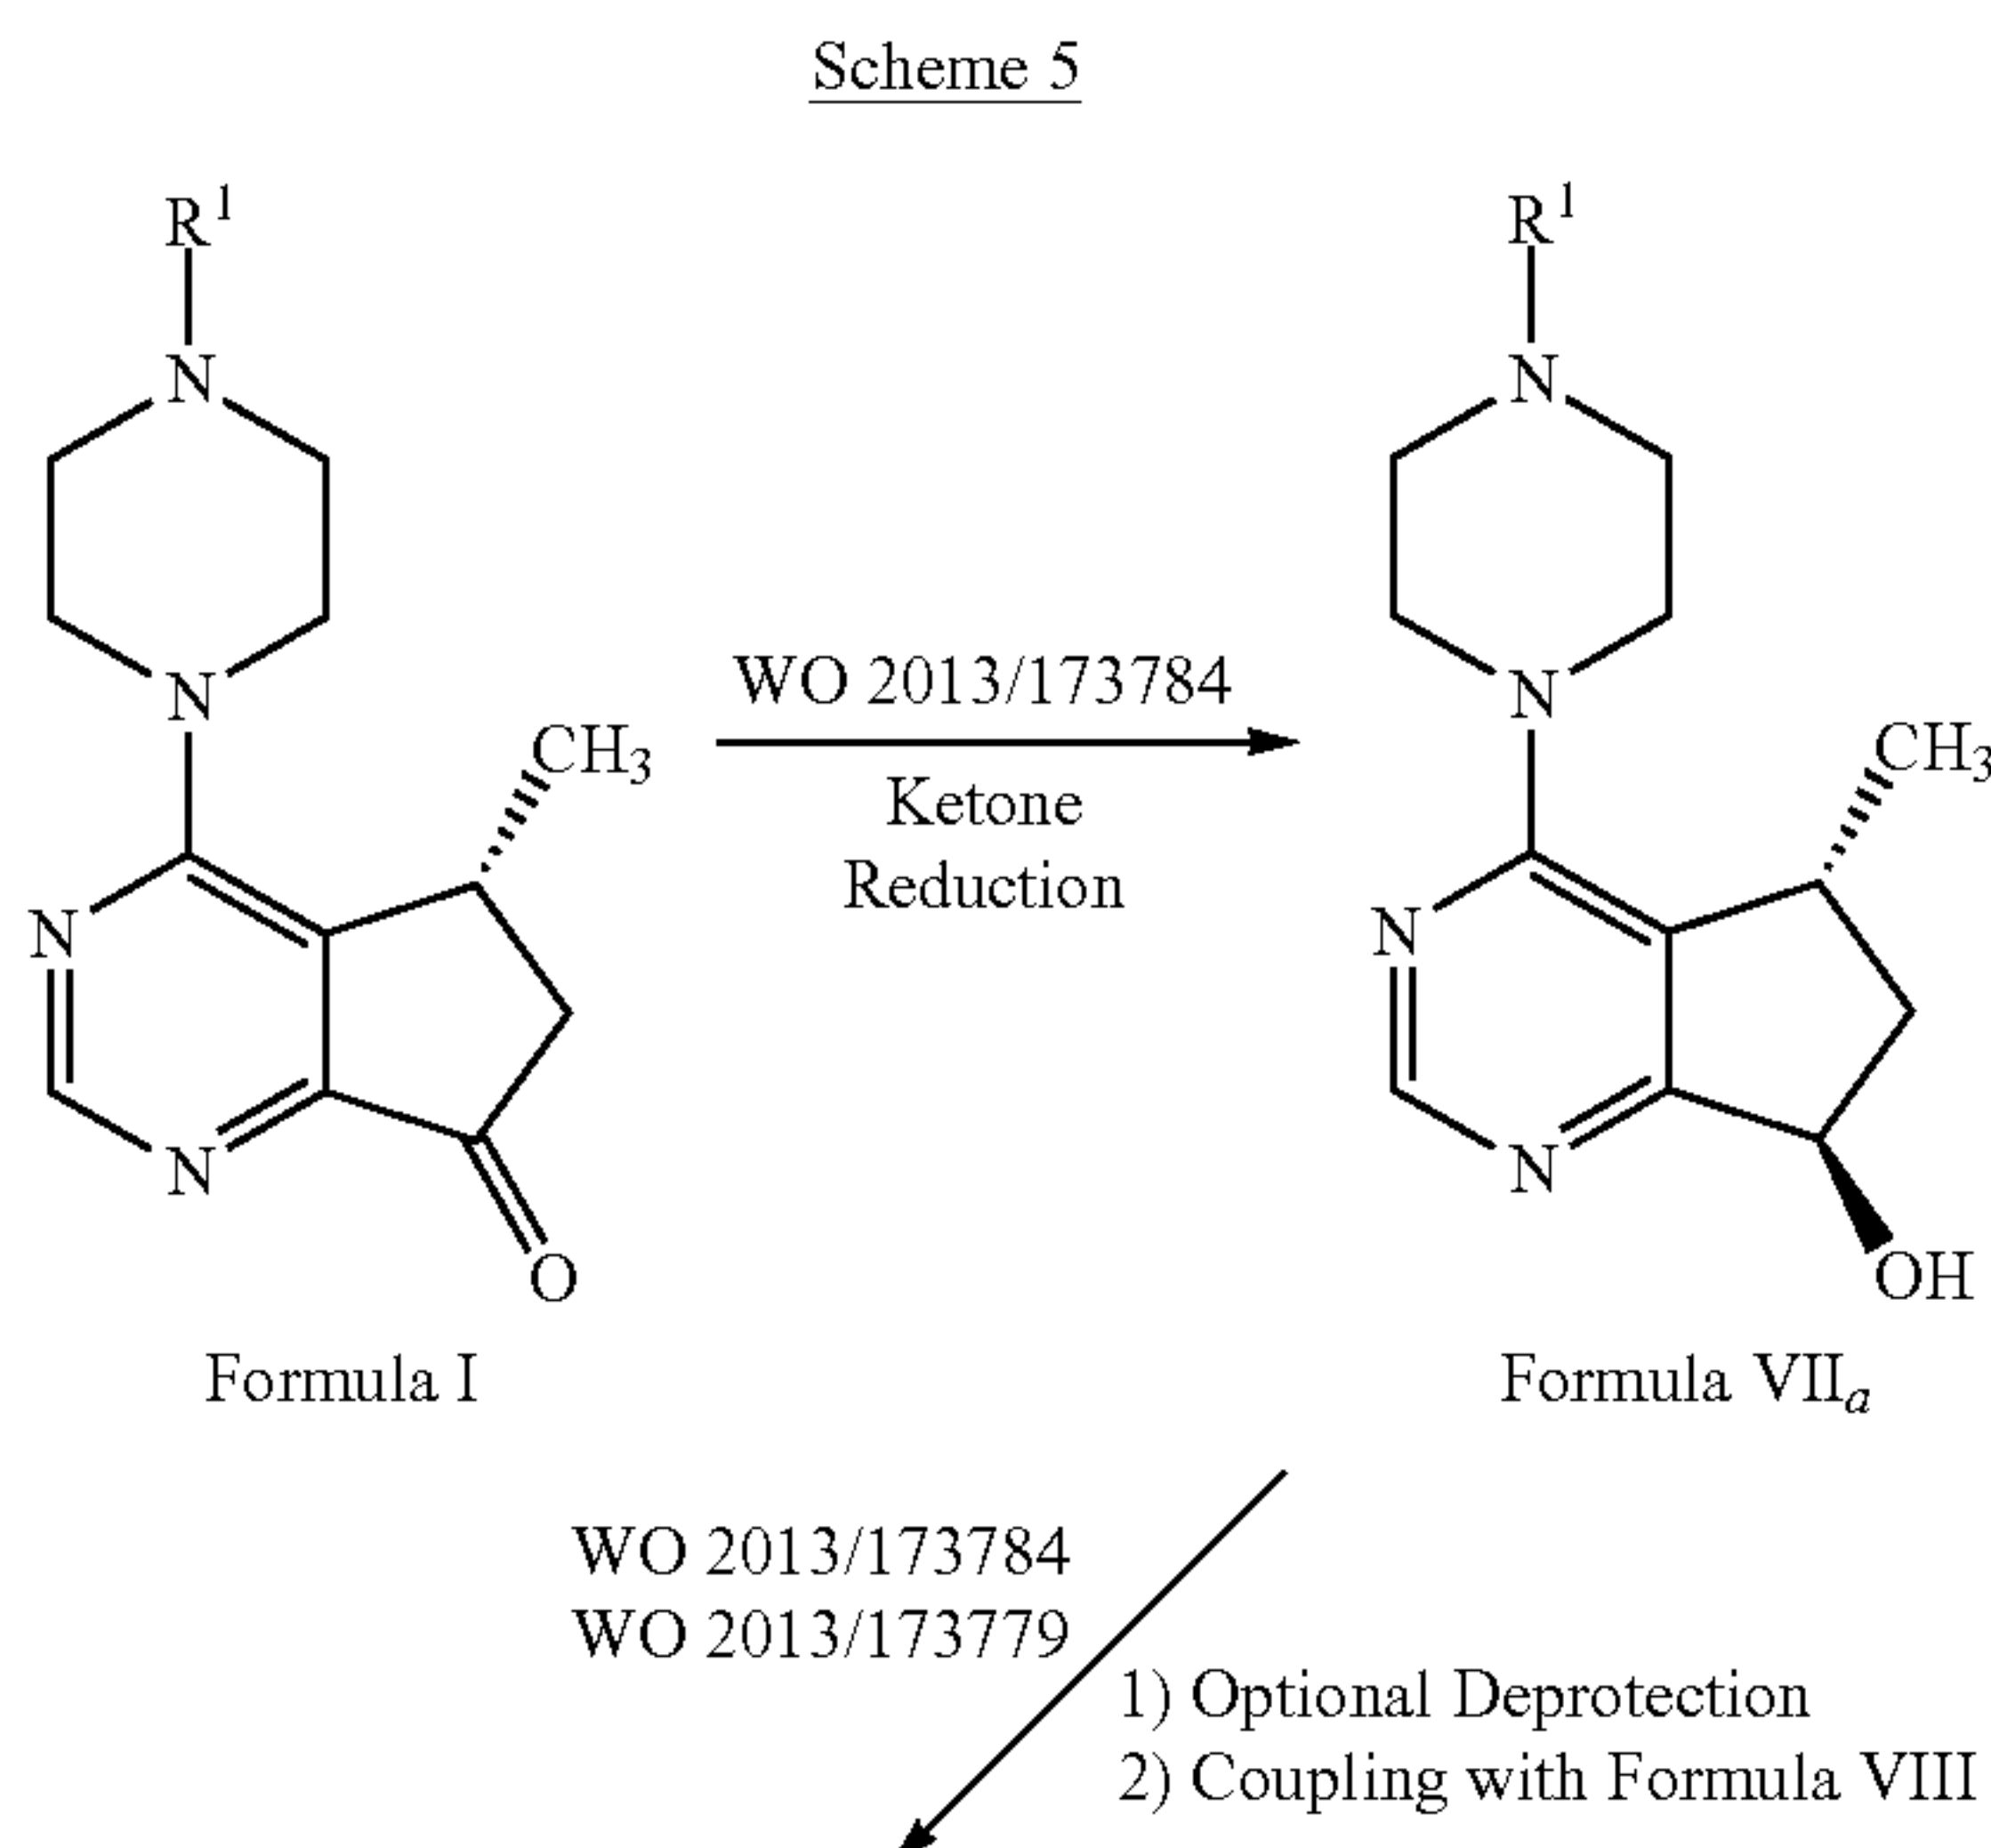 Scheme 5
R1
N
N
CH3
N
N
O
Formula I
WO 2013/173784
Ketone
Reduction
R1
N
N
CH3
N
N
OH
Formula VIIa
WO 2013/173784
WO 2013/173779
1) Optional Deprotection
2) Coupling with Formula VIII